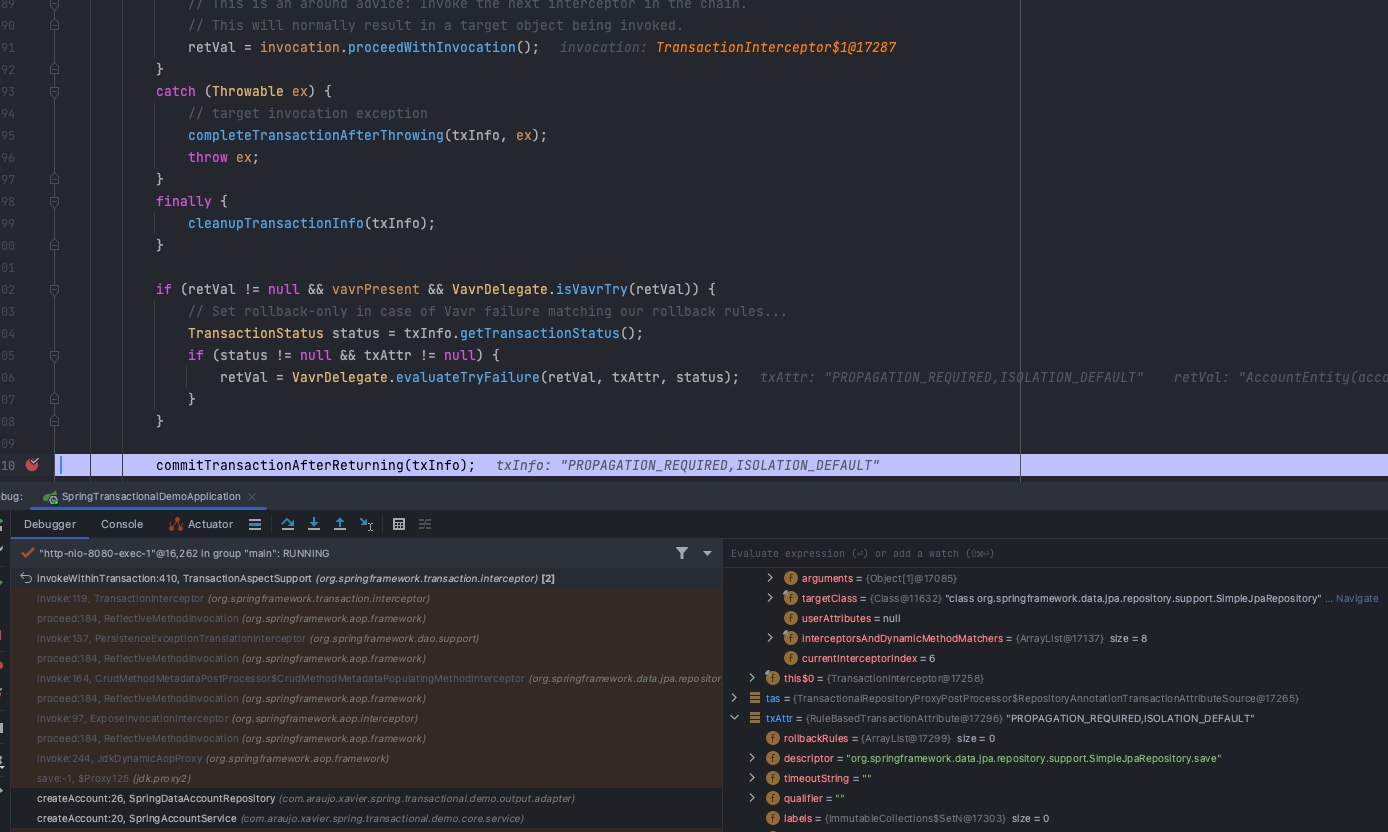 89 // This is an around advice: Invoke the next interceptor in the chain.
90 // This will normally result in a target object being invoked.
91 retVal = invocation.proceedWithInvocation(); invocation: TransactionInterceptor$1@17287
92 }
93 catch (Throwable ex) {
94 // target invocation exception
95 completeTransactionAfterThrowing(txInfo, ex);
96 throw ex;
97 }
98 finally {
99 cleanupTransactionInfo(txInfo);
00 }
01
02 if (retVal != null && vavrPresent && VavrDelegate.isVavrTry(retVal)) {
03 // Set rollback-only in case of Vavr failure matching our rollback rules...
04 TransactionStatus status = txInfo.getTransactionStatus();
05 if (status != null && txAttr != null) {
06 retVal = VavrDelegate.evaluateTryFailure(retVal, txAttr, status); txAttr: "PROPAGATION_REQUIRED,ISOLATION_DEFAULT" retVal: "AccountEntity(acco
07 }
08 }
09
10 commitTransactionAfterReturning(txInfo); txInfo: "PROPAGATION_REQUIRED,ISOLATION_DEFAULT"
bug: SpringTransactionalDemoApplication
Debugger Console Actuator
"http-nio-8080-exec-1"@16,262 in group "main": RUNNING
Evaluate expression (⏎) or add a watch (⇧⌘⏎)
invokeWithinTransaction:410, TransactionAspectSupport (org.springframework.transaction.interceptor) [2]
invoke:119, TransactionInterceptor (org.springframework.transaction.interceptor)
proceed:184, ReflectiveMethodInvocation (org.springframework.aop.framework)
invoke:137, PersistenceExceptionTranslationInterceptor (org.springframework.dao.support)
proceed:184, ReflectiveMethodInvocation (org.springframework.aop.framework)
invoke:164, CrudMethodMetadataPostProcessor$CrudMethodMetadataPopulatingMethodInterceptor (org.springframework.data.jpa.repositor
proceed:184, ReflectiveMethodInvocation (org.springframework.aop.framework)
invoke:97, ExposeInvocationInterceptor (org.springframework.aop.interceptor)
proceed:184, ReflectiveMethodInvocation (org.springframework.aop.framework)
invoke:244, JdkDynamicAopProxy (org.springframework.aop.framework)
save:-1, $Proxy125 (jdk.proxy2)
createAccount:26, SpringDataAccountRepository (com.araujo.xavier.spring.transactional.demo.output.adapter)
createAccount:20, SpringAccountService (com.araujo.xavier.spring.transactional.demo.core.service)
arguments = {Object[1]@17085}
targetClass = {Class@11632} "class org.springframework.data.jpa.repository.support.SimpleJpaRepository" ... Navigate
userAttributes = null
interceptorsAndDynamicMethodMatchers = {ArrayList@17137} size = 8
currentInterceptorIndex = 6
this$0 = {TransactionInterceptor@17258}
tas = {TransactionalRepositoryProxyPostProcessor$RepositoryAnnotationTransactionAttributeSource@17265}
txAttr = {RuleBasedTransactionAttribute@17296} "PROPAGATION_REQUIRED,ISOLATION_DEFAULT"
rollbackRules = {ArrayList@17299} size = 0
descriptor = "org.springframework.data.jpa.repository.support.SimpleJpaRepository.save"
timeoutString = ""
qualifier = ""
labels = {ImmutableCollections$SetN@17303} size = 0